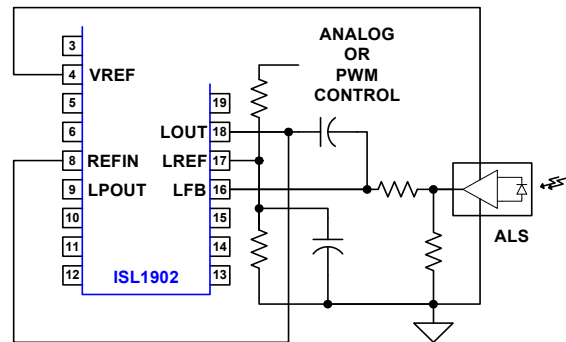 ANALOG
OR
PWM
CONTROL
3
4 VREF
5
6
8 REFIN
9 LPOUT
10
11
12
19
LOUT 18
LREF 17
LFB 16
15
14
13
ISL1902
ALS